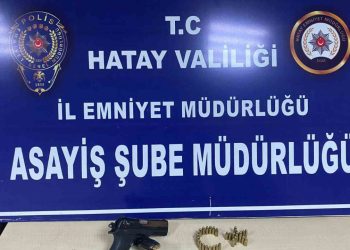 T.C
HATAY VALİLİĞİ
İL EMNİYET MÜDÜRLÜĞÜ
ASAYİŞ ŞUBE MÜDÜRLÜĞÜ